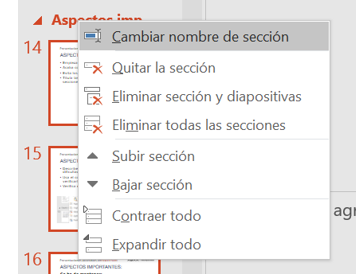 Aspectos imp
Cambiar nombre de sección
14
Quitar la sección
Eliminar sección y diapositivas
Eliminar todas las secciones
15
Subir sección
Bajar sección
agr
Contraer todo
Expandir todo
16
ASPECTOS IMPORTANTES: